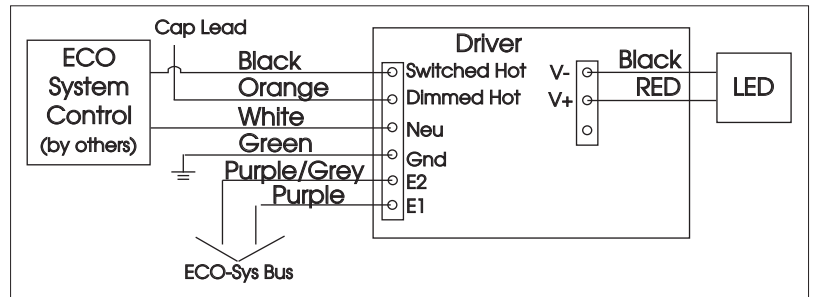 Cap Lead
ECO
System
Control
(by others)
Black
Orange
White
Green
Purple/Grey
Purple
ECO-Sys Bus
Driver
Switched Hot
Dimmed Hot
Neu
Gnd
E2
E1
V-
V+
Black
RED
LED